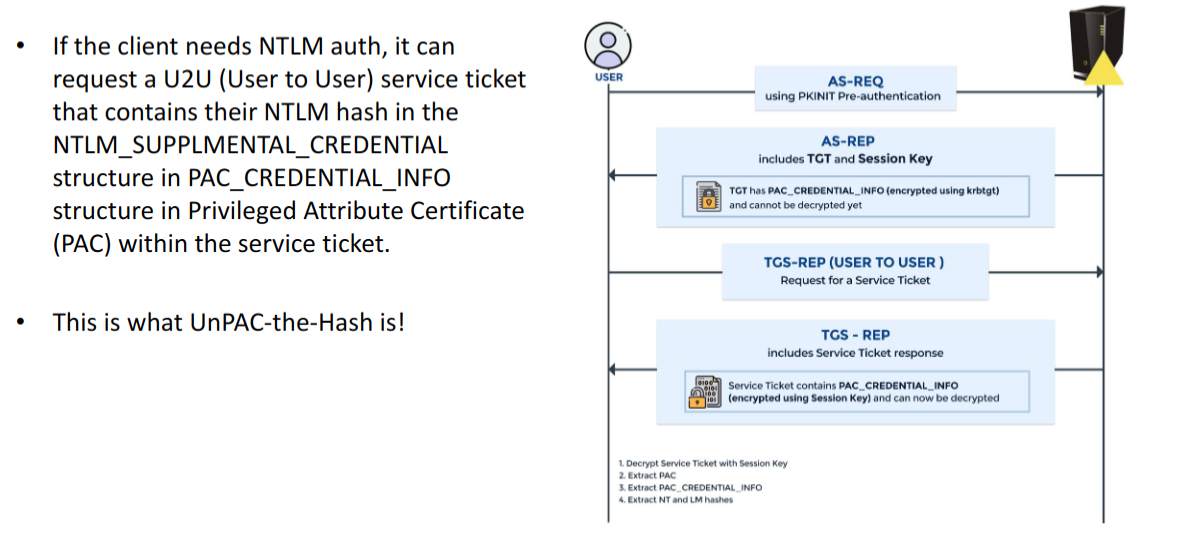 • If the client needs NTLM auth, it can
request a U2U (User to User) service ticket
that contains their NTLM hash in the
NTLM_SUPPLMENTAL_CREDENTIAL
structure in PAC_CREDENTIAL_INFO
structure in Privileged Attribute Certificate
(PAC) within the service ticket.
• This is what UnPAC-the-Hash is!
USER
AS-REQ
using PKINIT Pre-authentication
AS-REP
includes TGT and Session Key
TGT has PAC_CREDENTIAL_INFO (encrypted using krbtgt)
and cannot be decrypted yet
TGS-REP (USER TO USER )
Request for a Service Ticket
TGS - REP
includes Service Ticket response
Service Ticket contains PAC_CREDENTIAL_INFO
(encrypted using Session Key) and can now be decrypted
1. Decrypt Service Ticket with Session Key
2. Extract PAC
3. Extract PAC_CREDENTIAL_INFO
4. Extract NT and LM hashes